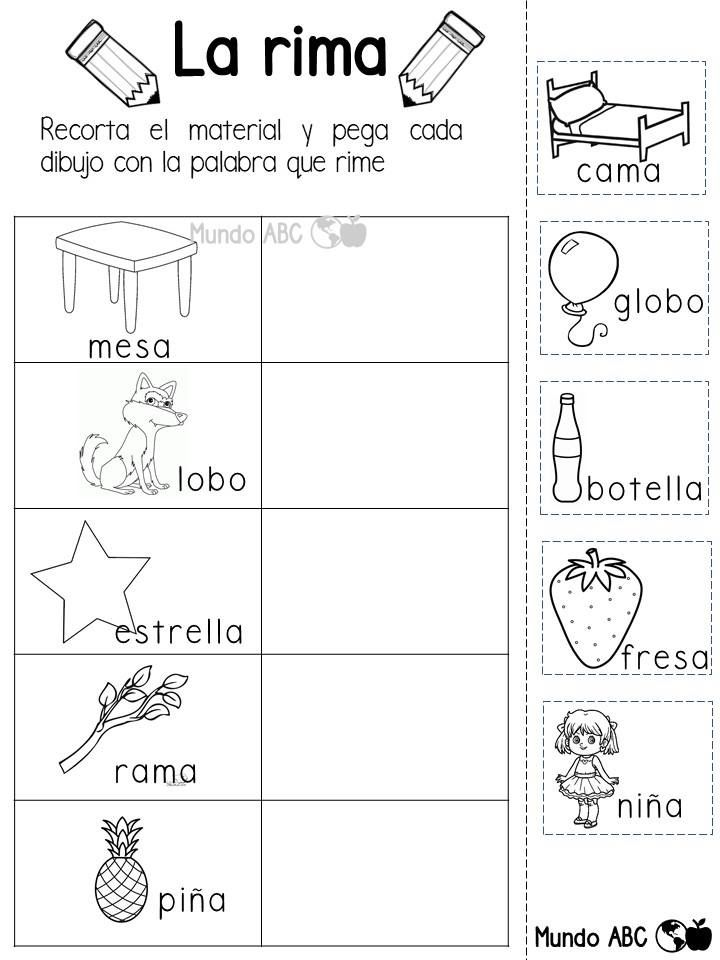 La rima
Recorta el material y pega cada
dibujo con la palabra que rime
Mundo ABC
mesa
lobo
estrella
rama
piña
cama
globo
botella
fresa
niña
Mundo ABC